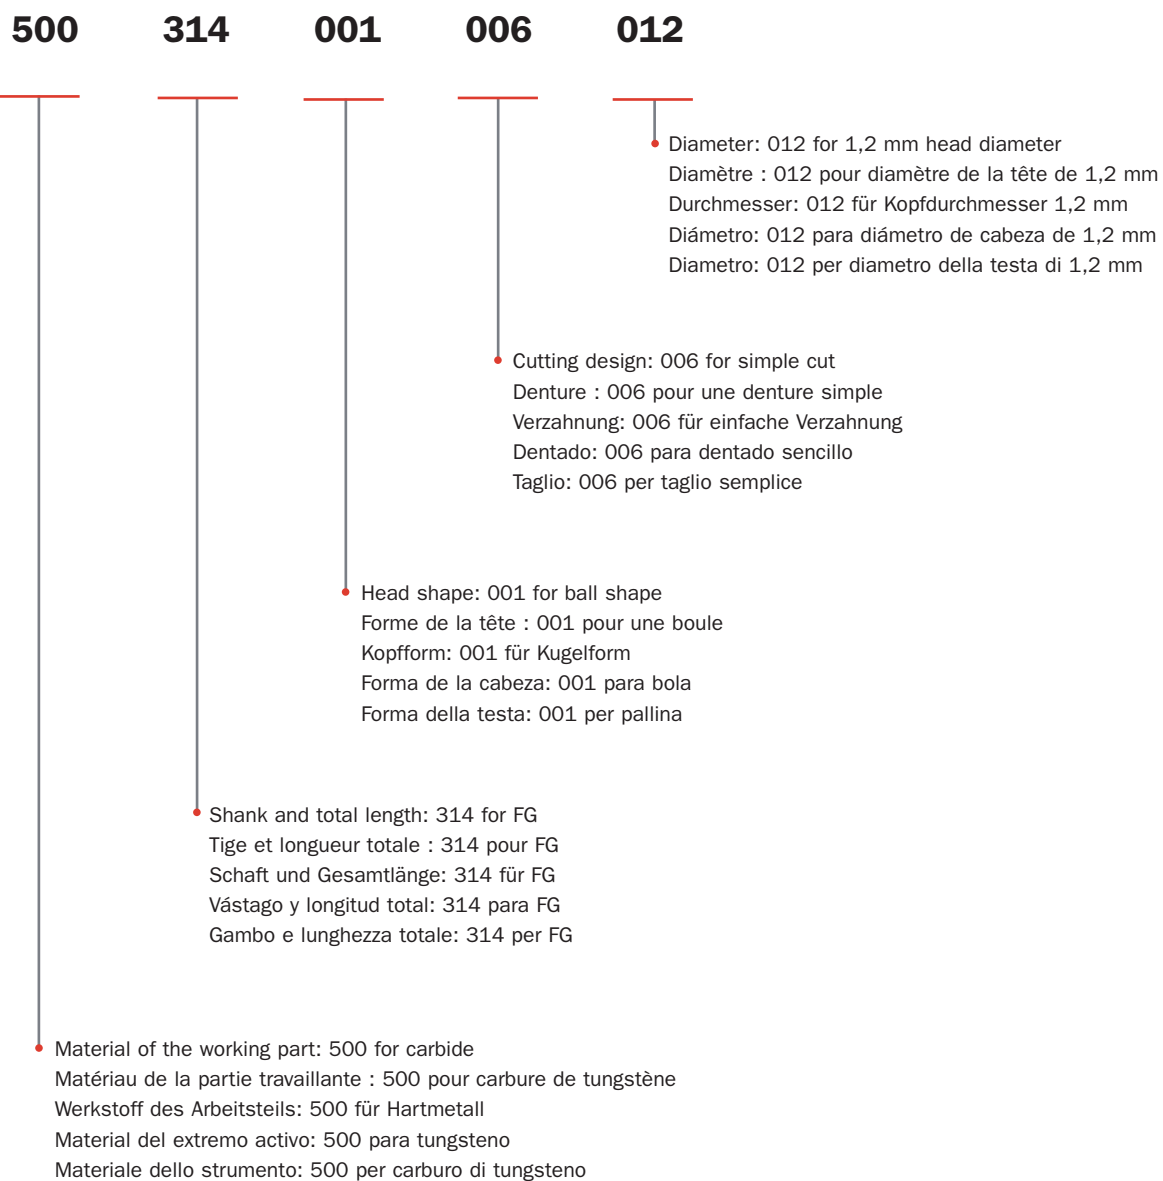 500 314 001 006 012
Diameter: 012 for 1,2 mm head diameter
Diamètre : 012 pour diamètre de la tête de 1,2 mm
Durchmesser: 012 für Kopfdurchmesser 1,2 mm
Diámetro: 012 para diámetro de cabeza de 1,2 mm
Diametro: 012 per diametro della testa di 1,2 mm
Cutting design: 006 for simple cut
Denture : 006 pour une denture simple
Verzahnung: 006 für einfache Verzahnung
Dentado: 006 para dentado sencillo
Taglio: 006 per taglio semplice
Head shape: 001 for ball shape
Forme de la tête : 001 pour une boule
Kopfform: 001 für Kugelform
Forma de la cabeza: 001 para bola
Forma della testa: 001 per pallina
Shank and total length: 314 for FG
Tige et longueur totale : 314 pour FG
Schaft und Gesamtlänge: 314 für FG
Vástago y longitud total: 314 para FG
Gambo e lunghezza totale: 314 per FG
Material of the working part: 500 for carbide
Matériau de la partie travaillante : 500 pour carbure de tungstène
Werkstoff des Arbeitsteils: 500 für Hartmetall
Material del extremo activo: 500 para tungsteno
Materiale dello strumento: 500 per carburo di tungsteno